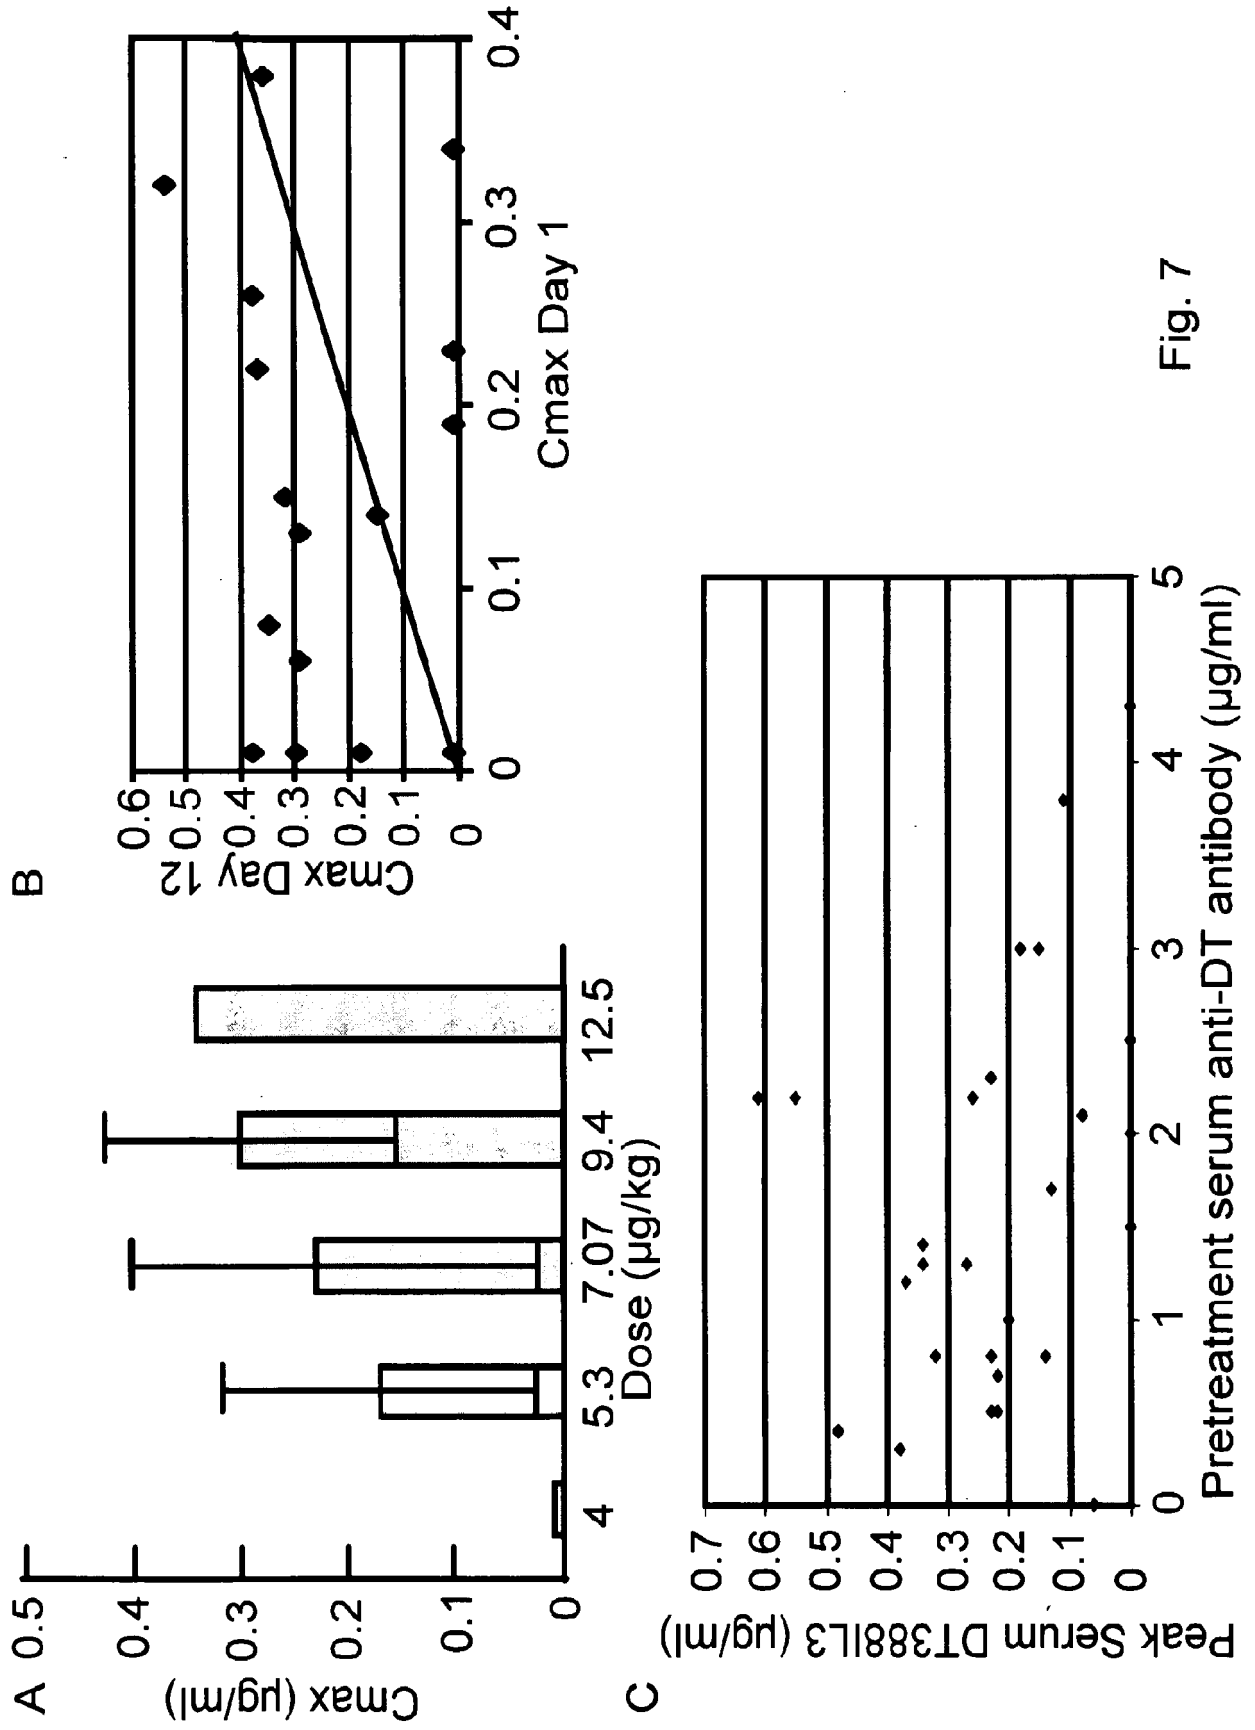 A
Cmax (µg/ml)
0.5
0.4
0.3
0.2
0.1
0
4 5.3 7.07 9.4 12.5
Dose (µg/kg)
B
Cmax Day 12
0.6
0.5
0.4
0.3
0.2
0.1
0
0 0.1 0.2 0.3 0.4
Cmax Day 1
C
Peak Serum DT388IL3 (µg/ml)
0.7
0.6
0.5
0.4
0.3
0.2
0.1
0
0 1 2 3 4 5
Pretreatment serum anti-DT antibody (µg/ml)
Fig. 7